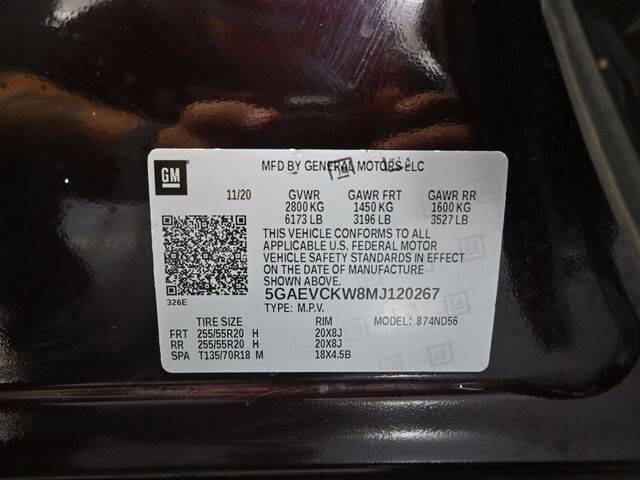 GM
MFD BY GENERAL MOTORS LLC
11/20 GVWR GAWR FRT GAWR RR
2800 KG 1450 KG 1600 KG
6173 LB 3196 LB 3527 LB
THIS VEHICLE CONFORMS TO ALL
APPLICABLE U.S. FEDERAL MOTOR
VEHICLE SAFETY STANDARDS IN EFFECT
ON THE DATE OF MANUFACTURE
SHOWN ABOVE.
326E
5GAEVCKW8MJ120267
TYPE: M.P.V.
TIRE SIZE RIM MODEL: 874ND56
FRT 255/55R20 H 20X8J
RR 255/55R20 H 20X8J
SPA T135/70R18 M 18X4.5B